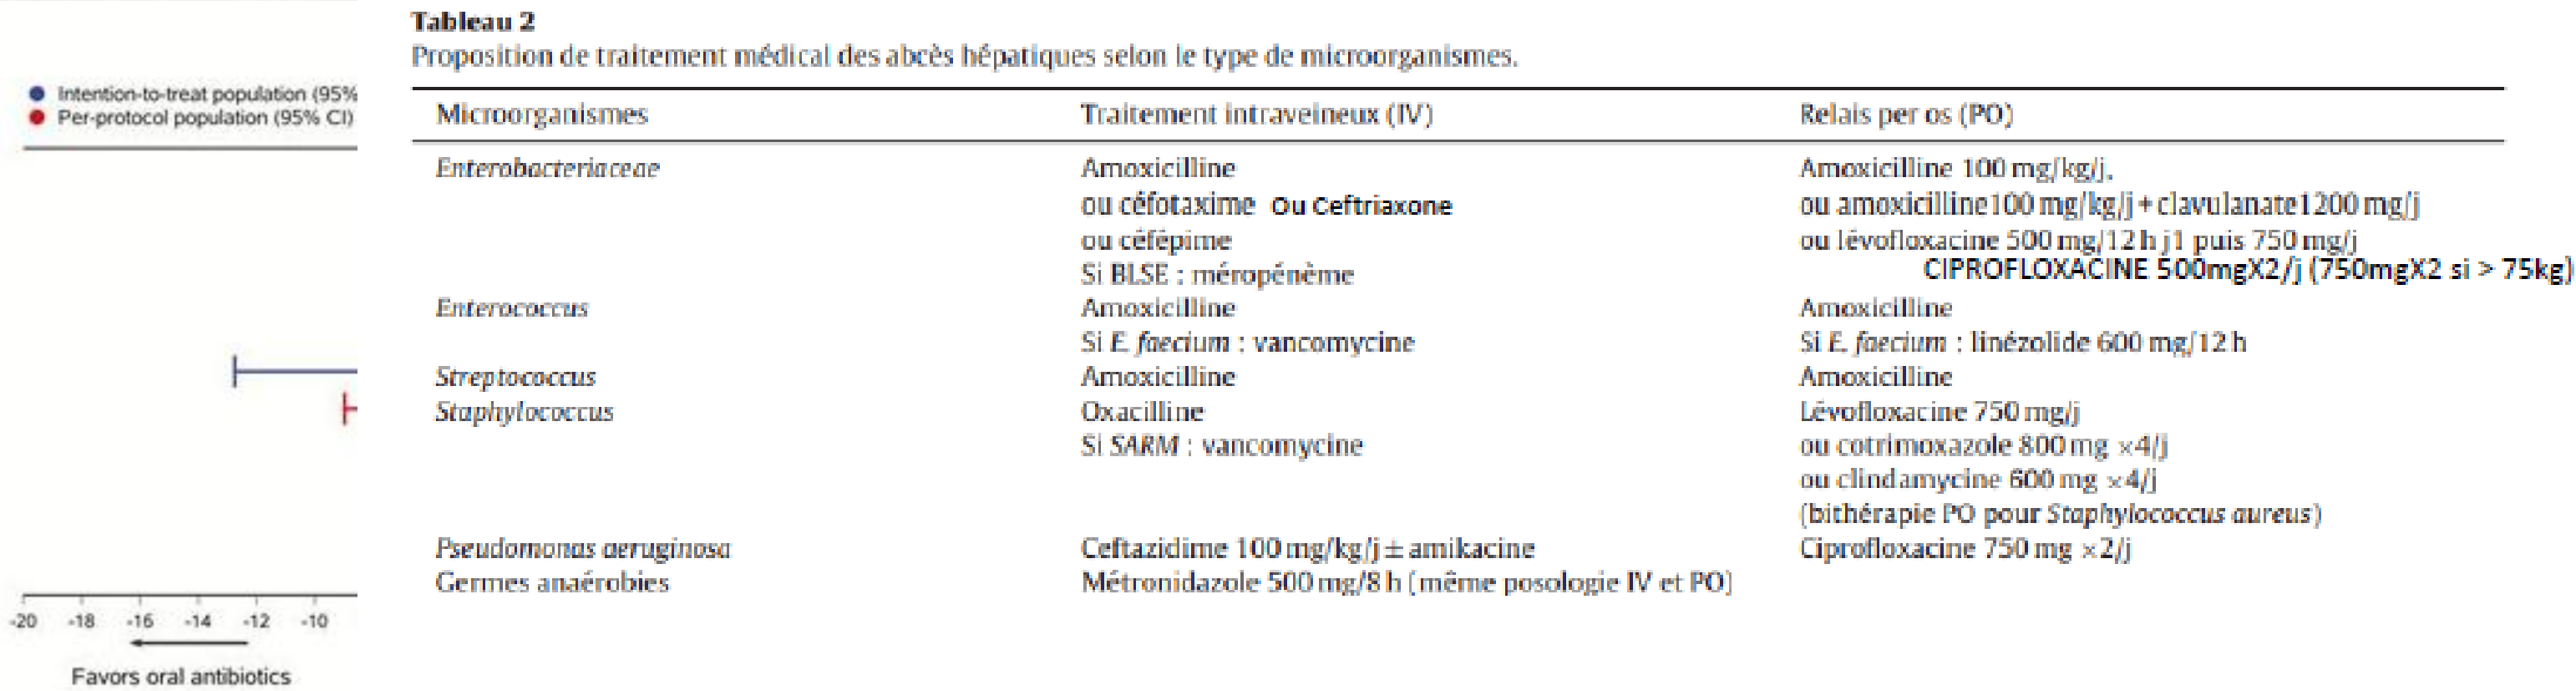 Tableau 2
Proposition de traitement médical des abcès hépatiques selon le type de microorganismes.
Intention-to-treat population (95%
Per-protocol population (95% CI)
Microorganismes Traitement intraveineux (IV) Relais per os (PO)
Enterobacteriaceae Amoxicilline Amoxicilline 100 mg/kg/j,
ou céfotaxime Ou Ceftriaxone ou amoxicilline100 mg/kg/j + clavulanate1200 mg/j
ou céfépime ou lévofloxacine 500 mg/12 h j1 puis 750 mg/j
Si BLSE : méropénème CIPROFLOXACINE 500mgX2/j (750mgX2 si > 75kg)
Enterococcus Amoxicilline Amoxicilline
Si E. faecium : vancomycine Si E. faecium : linézolide 600 mg/12 h
Streptococcus Amoxicilline Amoxicilline
Staphylococcus Oxacilline Lévofloxacine 750 mg/j
Si SARM : vancomycine ou cotrimoxazole 800 mg ×4/j
ou clindamycine 600 mg ×4/j
(bithérapie PO pour Staphylococcus aureus)
Pseudomonas aeruginosa Ceftazidime 100 mg/kg/j ± amikacine Ciprofloxacine 750 mg ×2/j
Germes anaérobies Métronidazole 500 mg/8 h (même posologie IV et PO)
-20 -18 -16 -14 -12 -10
Favors oral antibiotics